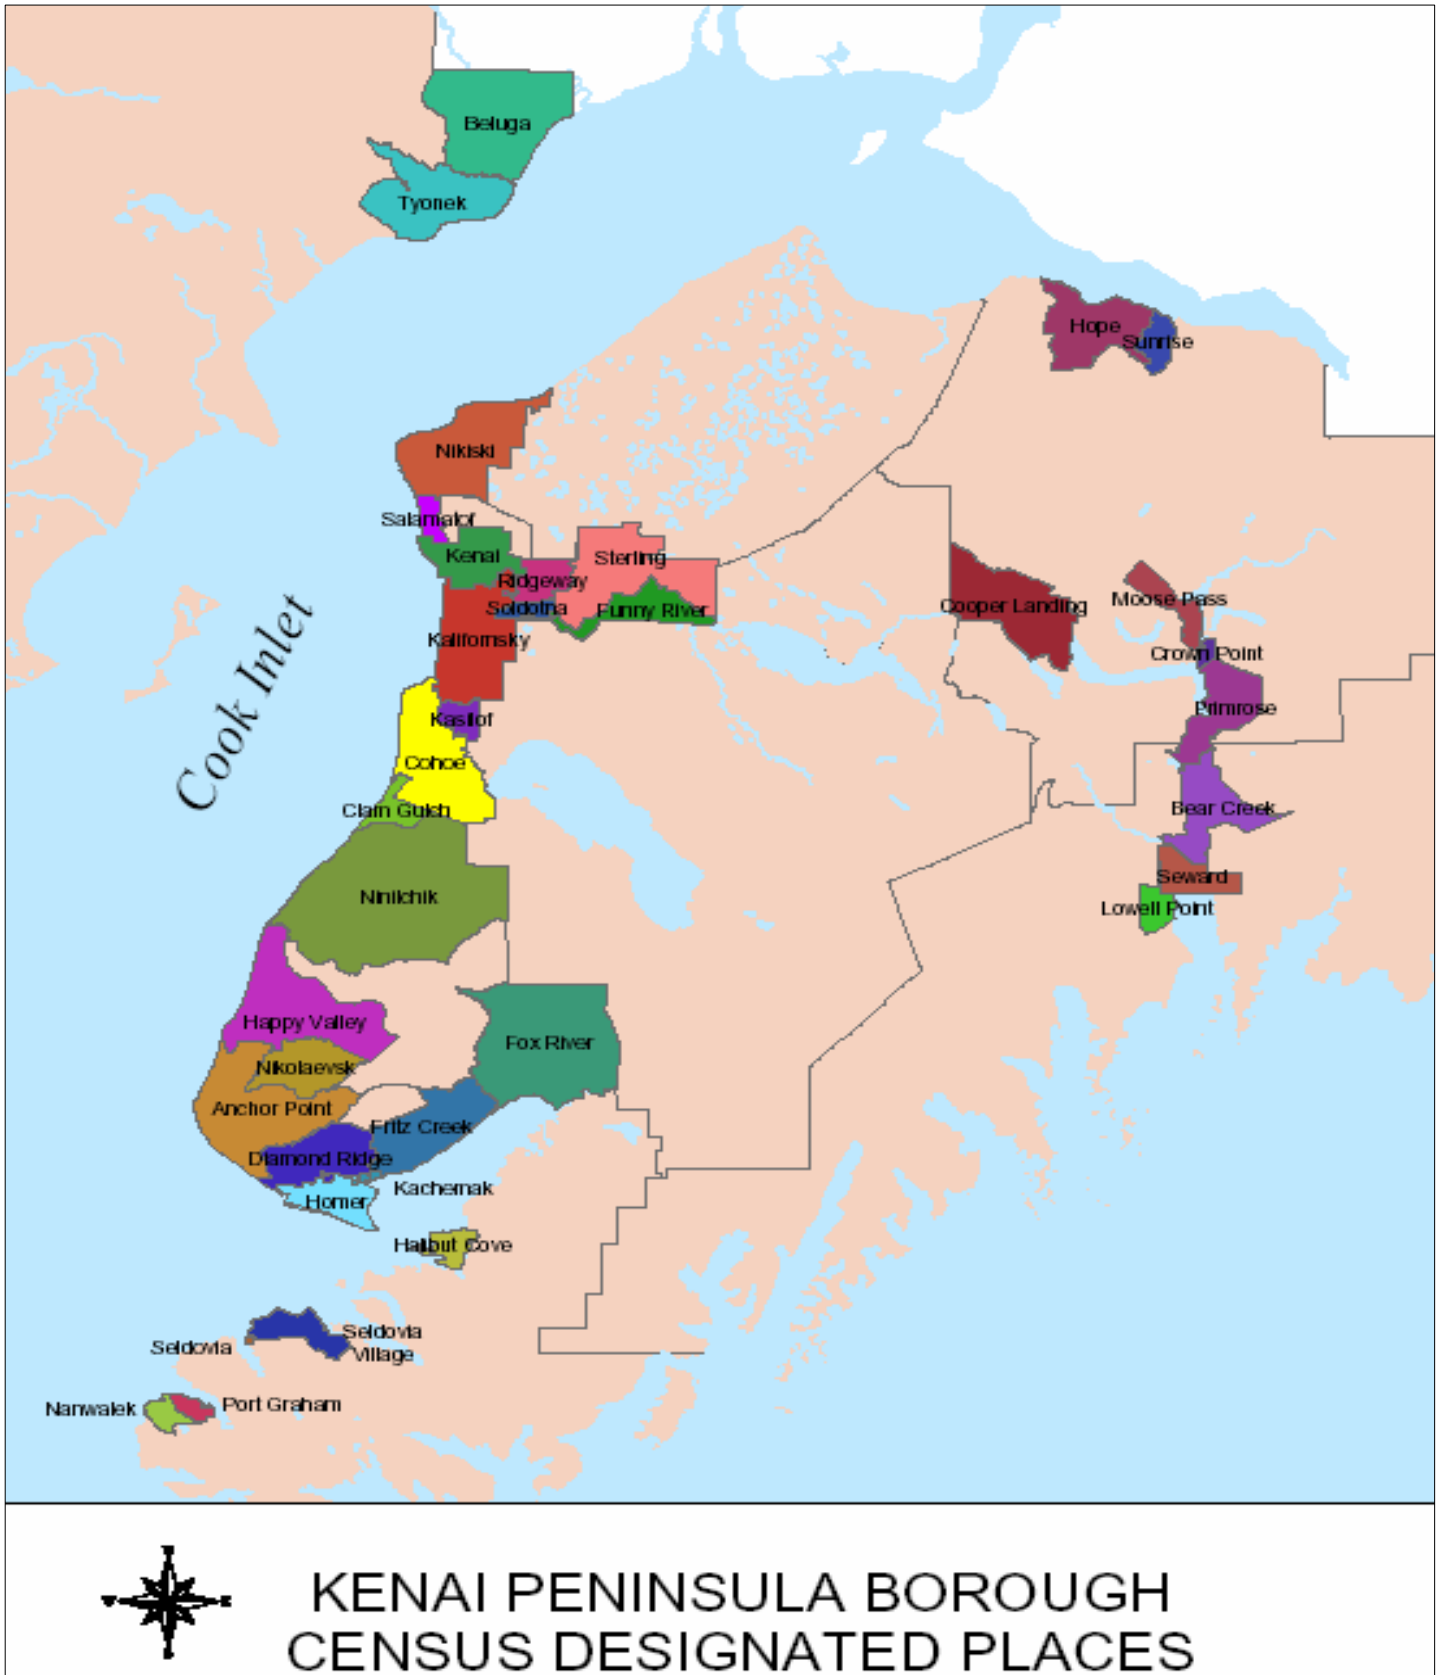 Beluga
Tyonek
Hope
Sunrise
Nikiski
Salamatof
Kenai
Sterling
Ridgeway
Soldotna
Funny River
Cooper Landing
Moose Pass
Kalifornsky
Crown Point
Cook Inlet
Kasilof
Primrose
Cohoe
Clam Gulch
Bear Creek
Ninilchik
Seward
Lowell Point
Happy Valley
Fox River
Nikolaevsk
Anchor Point
Fritz Creek
Diamond Ridge
Kachemak
Homer
Halibut Cove
Seldovia
Village
Seldovia
Nanwalek
Port Graham
KENAI PENINSULA BOROUGH
CENSUS DESIGNATED PLACES